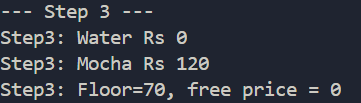 --- Step 3 ---
Step3: Water Rs 0
Step3: Mocha Rs 120
Step3: Floor=70, free price = 0